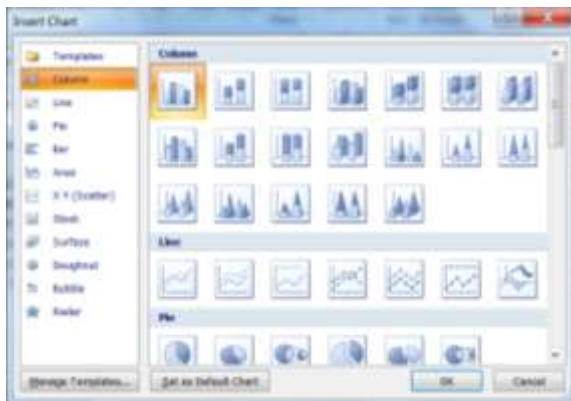 Insert Chart
Templates
Column
Line
Pie
Bar
Area
X Y (Scatter)
Stock
Surface
Doughnut
Bubble
Radar
Column
Line
Pie
Manage Templates...
Set as Default Chart
OK
Cancel